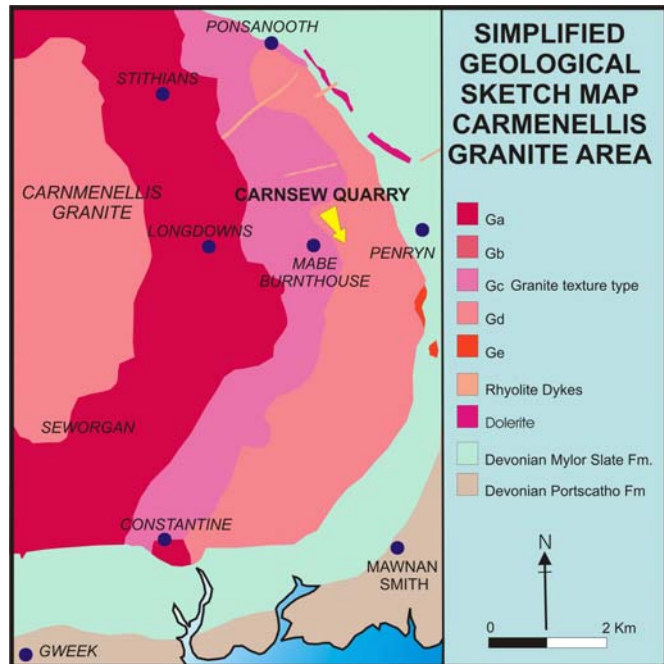 PONSANOOTH
STITHIANS
CARNMENELLIS
GRANITE
CARNSEW QUARRY
LONGDOWNS
MABE
BURNTHOUSE
PENRYN
SEWORGAN
CONSTANTINE
MAWNAN
SMITH
GWEEK
SIMPLIFIED
GEOLOGICAL
SKETCH MAP
CARMENELLIS
GRANITE AREA
Ga
Gb
Gc Granite texture type
Gd
Ge
Rhyolite Dykes
Dolerite
Devonian Mylor Slate Fm.
Devonian Portscatho Fm
N
0 2 Km